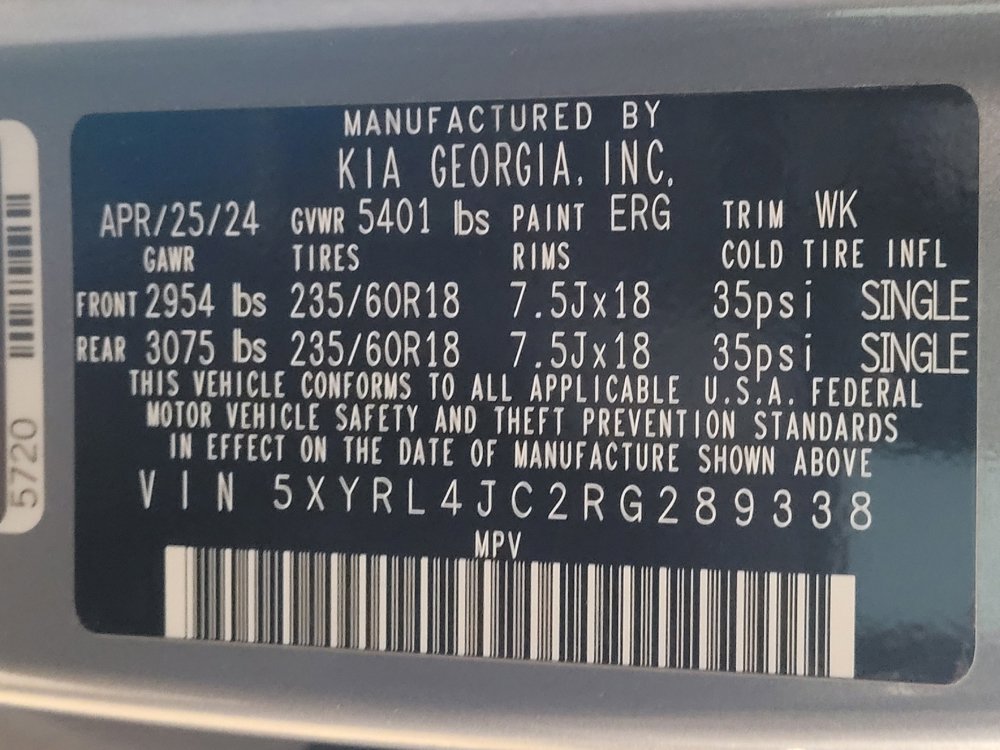 MANUFACTURED BY
KIA GEORGIA, INC.
APR/25/24 GVWR 5401 lbs PAINT ERG TRIM WK
GAWR TIRES RIMS COLD TIRE INFL
FRONT 2954 lbs 235/60R18 7.5Jx18 35psi SINGLE
REAR 3075 lbs 235/60R18 7.5Jx18 35psi SINGLE
THIS VEHICLE CONFORMS TO ALL APPLICABLE U.S.A. FEDERAL
MOTOR VEHICLE SAFETY AND THEFT PREVENTION STANDARDS
IN EFFECT ON THE DATE OF MANUFACTURE SHOWN ABOVE
VIN 5XYRL4JC2RG289338
MPV
5720